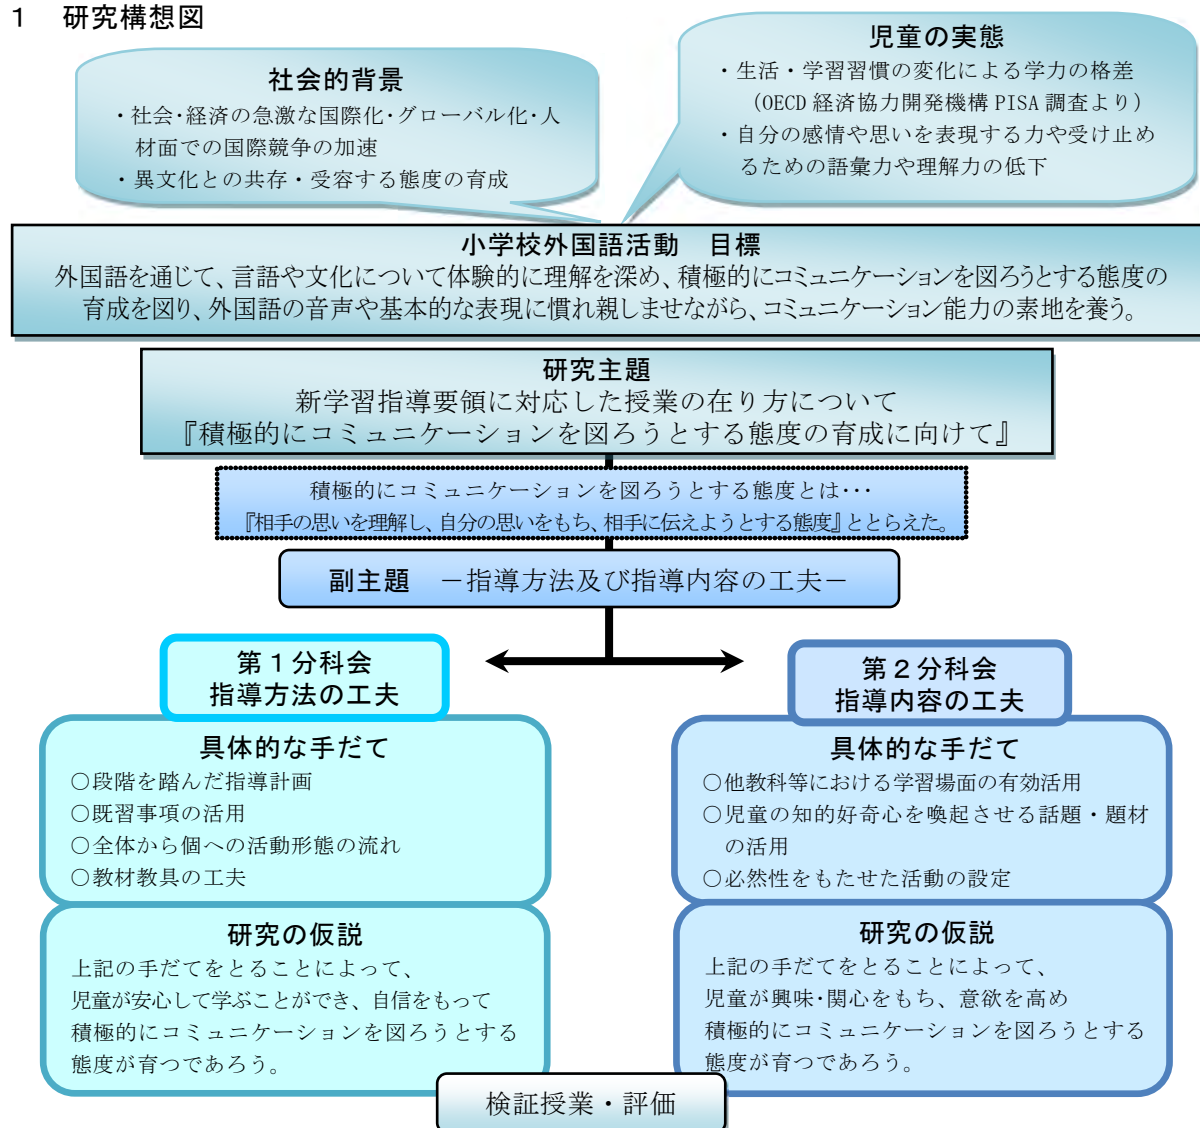 1 研究構想図
社会的背景
・社会･経済の急激な国際化･グローバル化･人
材面での国際競争の加速
・異文化との共存・受容する態度の育成
児童の実態
・生活・学習習慣の変化による学力の格差
（OECD 経済協力開発機構 PISA 調査より）
・自分の感情や思いを表現する力や受け止め
るための語彙力や理解力の低下
小学校外国語活動　目標
外国語を通じて、言語や文化について体験的に理解を深め、積極的にコミュニケーションを図ろうとする態度の
育成を図り、外国語の音声や基本的な表現に慣れ親しませながら、コミュニケーション能力の素地を養う。
研究主題
新学習指導要領に対応した授業の在り方について
『積極的にコミュニケーションを図ろうとする態度の育成に向けて』
積極的にコミュニケーションを図ろうとする態度とは･･･
『相手の思いを理解し、自分の思いをもち、相手に伝えようとする態度』ととらえた。
副主題　－指導方法及び指導内容の工夫－
第１分科会
指導方法の工夫
具体的な手だて
○段階を踏んだ指導計画
○既習事項の活用
○全体から個への活動形態の流れ
○教材教具の工夫
研究の仮説
上記の手だてをとることによって、
児童が安心して学ぶことができ、自信をもって
積極的にコミュニケーションを図ろうとする
態度が育つであろう。
第２分科会
指導内容の工夫
具体的な手だて
○他教科等における学習場面の有効活用
○児童の知的好奇心を喚起させる話題・題材
の活用
○必然性をもたせた活動の設定
研究の仮説
上記の手だてをとることによって、
児童が興味･関心をもち、意欲を高め
積極的にコミュニケーションを図ろうとする
態度が育つであろう。
検証授業・評価